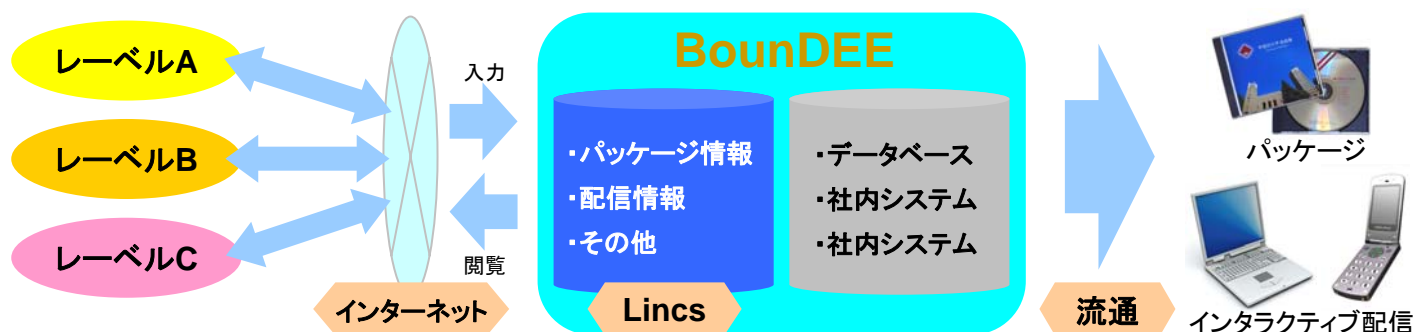 レーベルA
レーベルB
レーベルC
インターネット
入力
閲覧
BounDEE
・パッケージ情報
・配信情報
・その他
Lincs
・データベース
・社内システム
・社内システム
流通
パッケージ
インタラクティブ配信